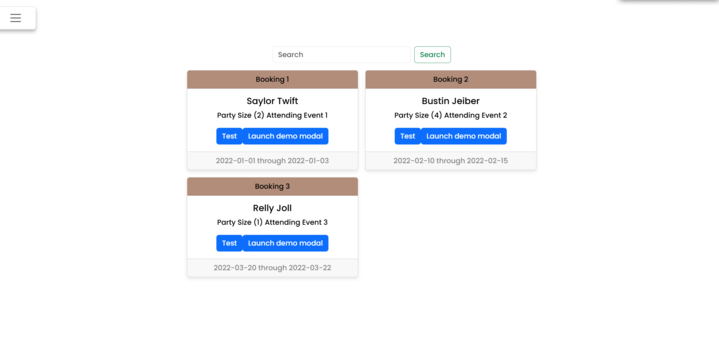 Search Search
Booking 1
Saylor Twift
Party Size (2) Attending Event 1
Test Launch demo modal
2022-01-01 through 2022-01-03
Booking 2
Bustin Jeiber
Party Size (4) Attending Event 2
Test Launch demo modal
2022-02-10 through 2022-02-15
Booking 3
Relly Joll
Party Size (1) Attending Event 3
Test Launch demo modal
2022-03-20 through 2022-03-22